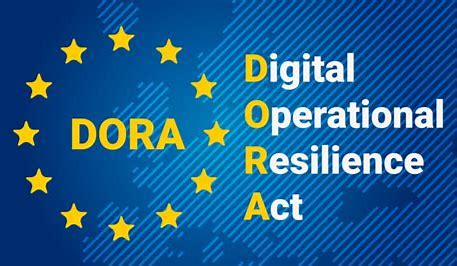 DORA
Digital
Operational
Resilience
Act